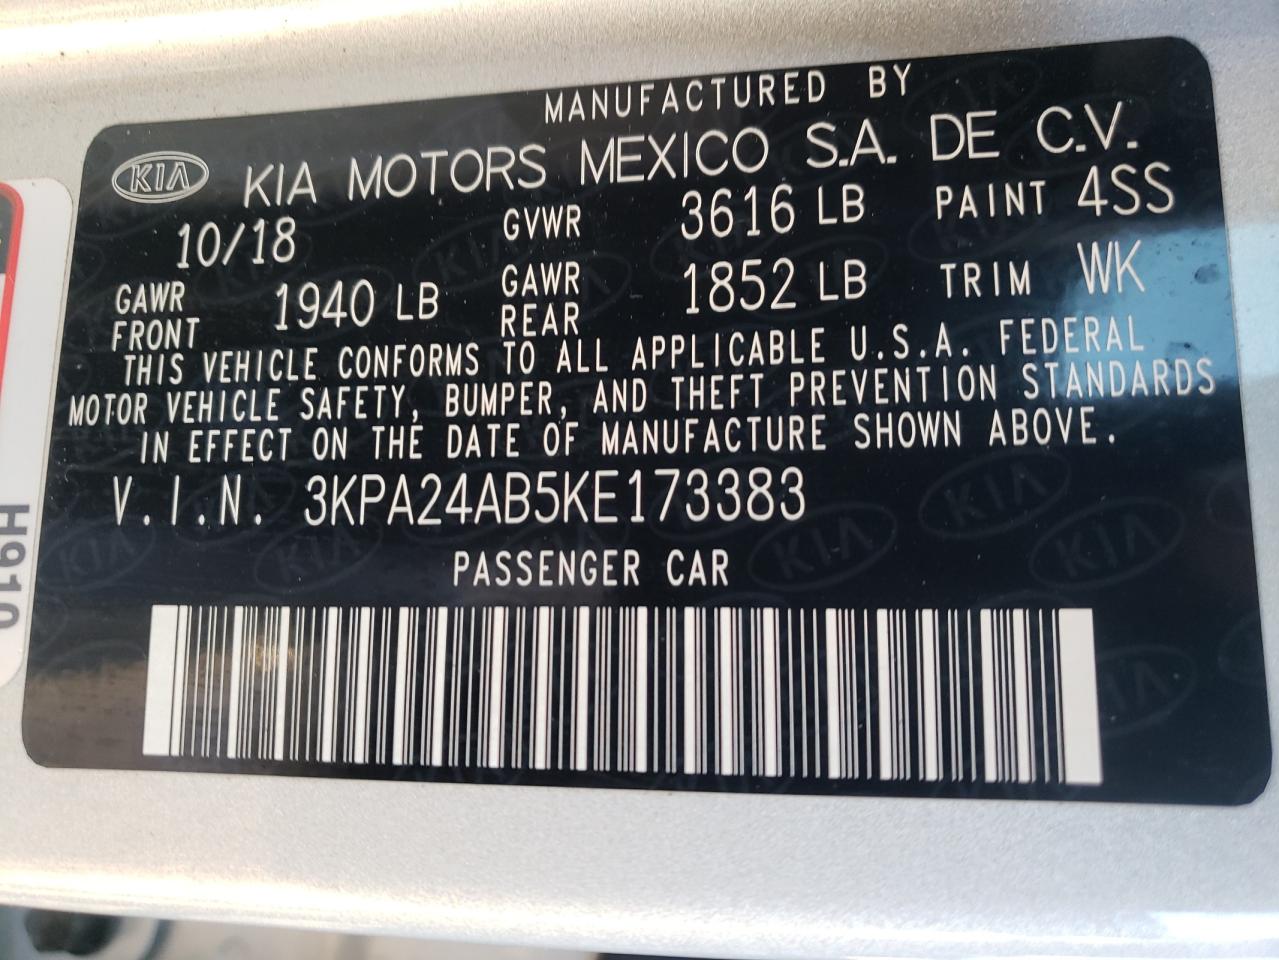 MANUFACTURED BY
KIA KIA MOTORS MEXICO S.A. DE C.V.
10/18 GVWR 3616 LB PAINT 4SS
GAWR FRONT 1940 LB GAWR REAR 1852 LB TRIM WK
THIS VEHICLE CONFORMS TO ALL APPLICABLE U.S.A. FEDERAL
MOTOR VEHICLE SAFETY, BUMPER, AND THEFT PREVENTION STANDARDS
IN EFFECT ON THE DATE OF MANUFACTURE SHOWN ABOVE.
V.I.N. 3KPA24AB5KE173383
PASSENGER CAR
H910